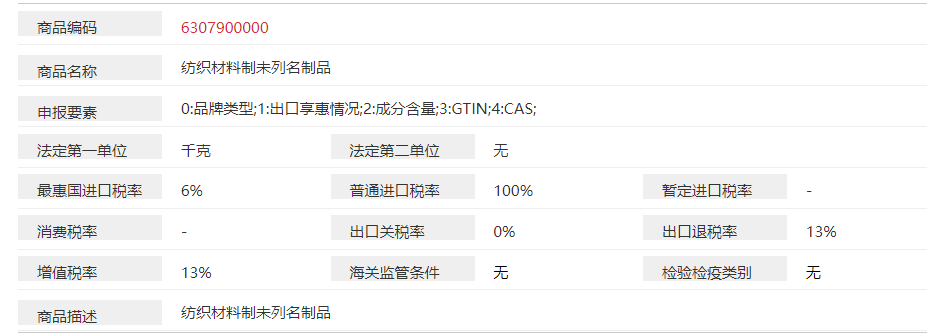 商品编码 6307900000
商品名称 纺织材料制未列名制品
申报要素 0:品牌类型;1:出口享惠情况;2:成分含量;3:GTIN;4:CAS;
法定第一单位 千克 法定第二单位 无
最惠国进口税率 6% 普通进口税率 100% 暂定进口税率 -
消费税率 - 出口关税率 0% 出口退税率 13%
增值税率 13% 海关监管条件 无 检验检疫类别 无
商品描述 纺织材料制未列名制品